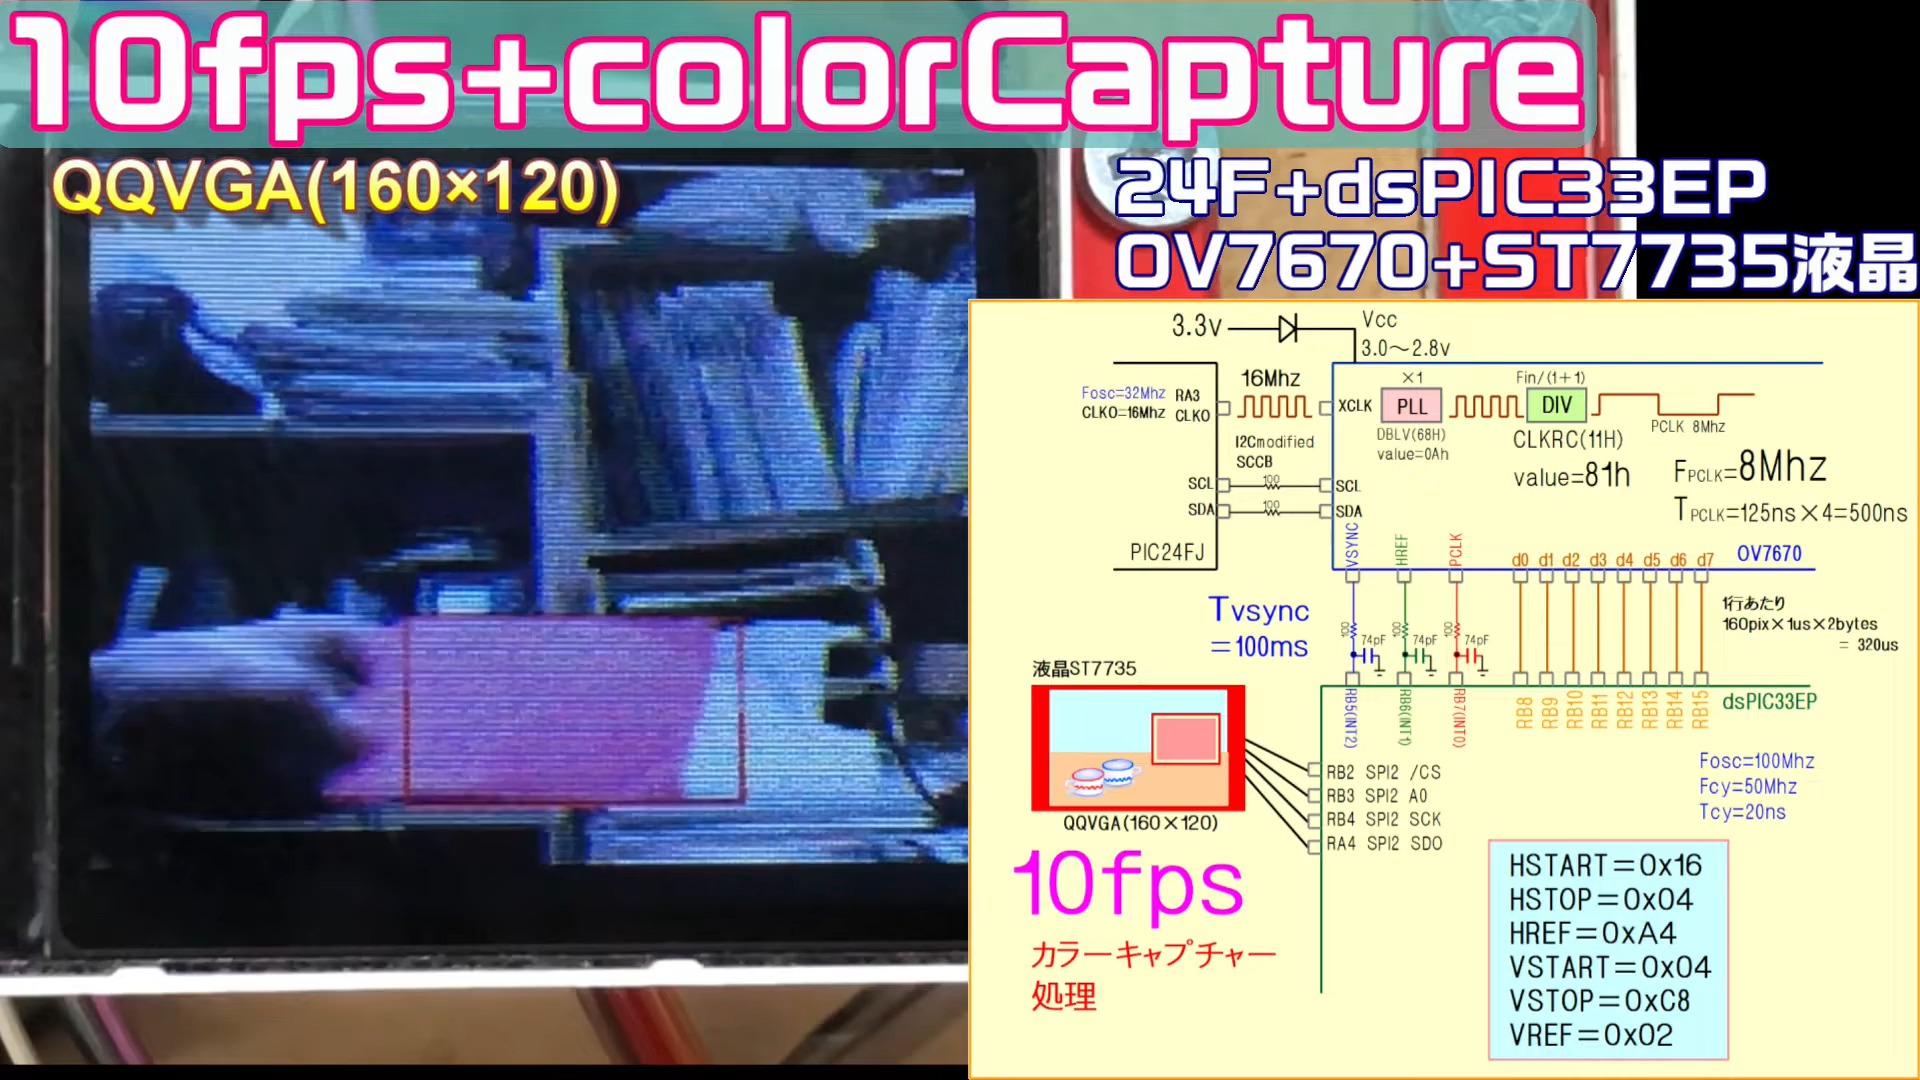 10fps+colorCapture
QQVGA(160×120)
24F+dsPIC33EP
OV7670+ST7735液晶
3.3v
Vcc
3.0～2.8v
Fosc=32Mhz
CLKO=16Mhz
RA3
CLKO
16Mhz
XCLK
×1
PLL
DBLV(68H)
value=0Ah
Fin/(1+1)
DIV
CLKRC(11H)
value=81h
PCLK 8Mhz
FPCLK=8Mhz
TPCLK=125ns×4=500ns
I2Cmodified
SCCB
SCL
100
SCL
SDA
100
SDA
PIC24FJ
VSYNC
HREF
PCLK
d0 d1 d2 d3 d4 d5 d6 d7
OV7670
Tvsync
=100ms
100
74pF
100
74pF
100
74pF
1行あたり
160pix×1us×2bytes
= 320us
RB5(INT2)
RB6(INT1)
RB7(INT0)
RB8 RB9 RB10 RB11 RB12 RB13 RB14 RB15
dsPIC33EP
液晶ST7735
QQVGA(160×120)
RB2 SPI2 /CS
RB3 SPI2 A0
RB4 SPI2 SCK
RA4 SPI2 SDO
Fosc=100Mhz
Fcy=50Mhz
Tcy=20ns
10fps
カラーキャプチャー
処理
HSTART=0x16
HSTOP=0x04
HREF=0xA4
VSTART=0x04
VSTOP=0xC8
VREF=0x02